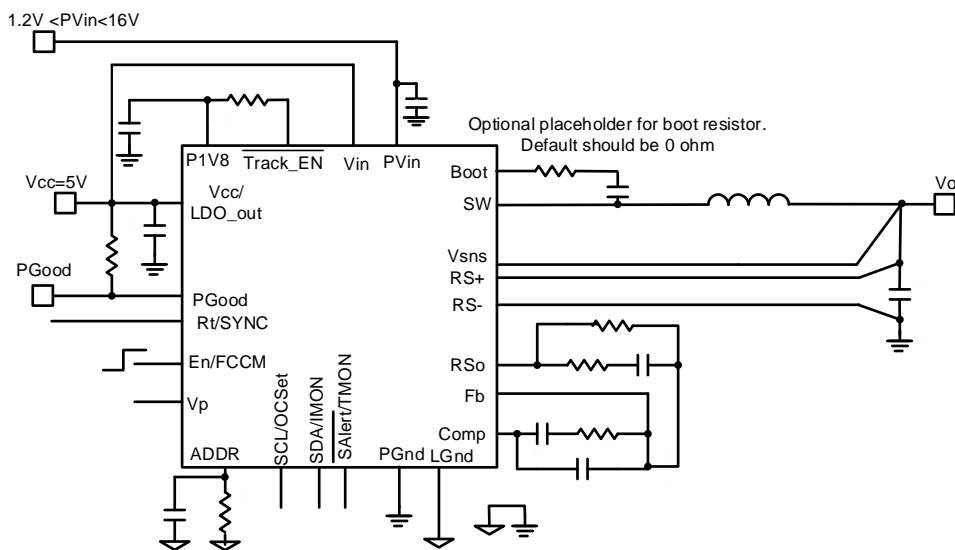 1.2V <PVin<16V
Optional placeholder for boot resistor.
Default should be 0 ohm
P1V8
Track_EN
Vin
PVin
Boot
Vcc=5V
Vcc/
LDO_out
SW
Vo
Vsns
PGood
RS+
PGood
RS-
Rt/SYNC
En/FCCM
RSo
Vp
Fb
Comp
ADDR
SCL/OCSet
SDA/IMON
SAlert/TMON
PGnd
LGnd